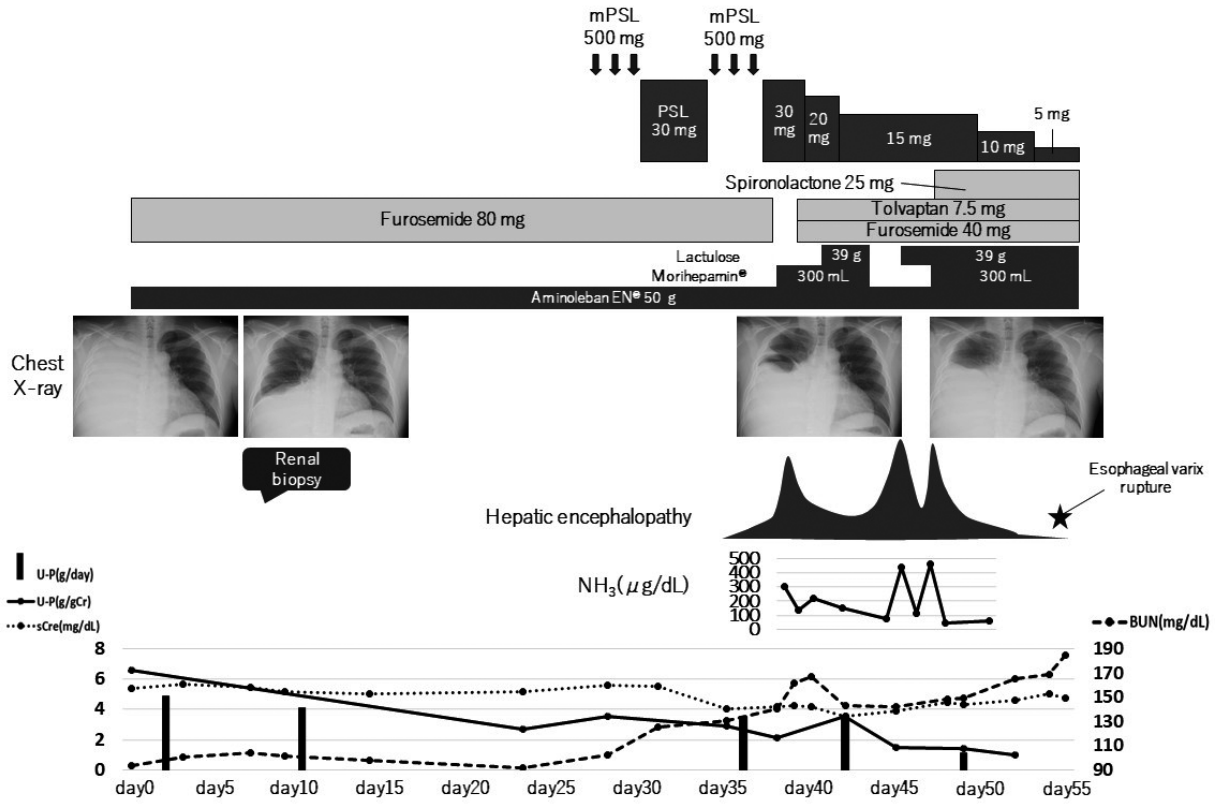 mPSL
500 mg
mPSL
500 mg
PSL
30 mg
30
mg
20
mg
15 mg
10 mg
5 mg
Spironolactone 25 mg
Furosemide 80 mg
Tolvaptan 7.5 mg
Furosemide 40 mg
Lactulose
39 g
39 g
Morihepamin®
300 mL
300 mL
Aminoleban EN® 50 g
Chest
X-ray
Renal
biopsy
Esophageal varix
rupture
Hepatic encephalopathy
NH₃(μg/dL)
500
400
300
200
100
0
U-P(g/day)
U-P(g/gCr)
sCre(mg/dL)
BUN(mg/dL)
8
6
4
2
0
190
170
150
130
110
90
day0 day5 day10 day15 day20 day25 day30 day35 day40 day45 day50 day55